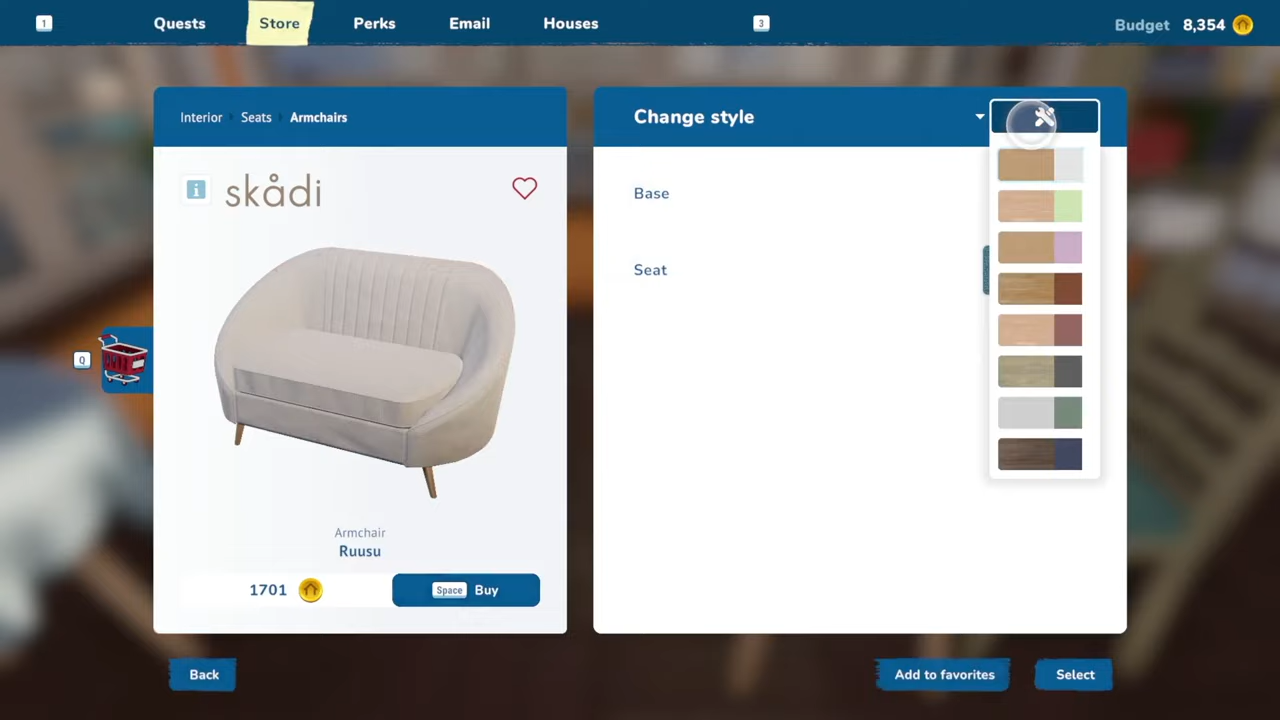 1 Quests Store Perks Email Houses 3 Budget 8,354
Interior Seats Armchairs
Change style
i skådi
Base
Seat
Q
Armchair
Ruusu
1701 Space Buy
Back Add to favorites Select